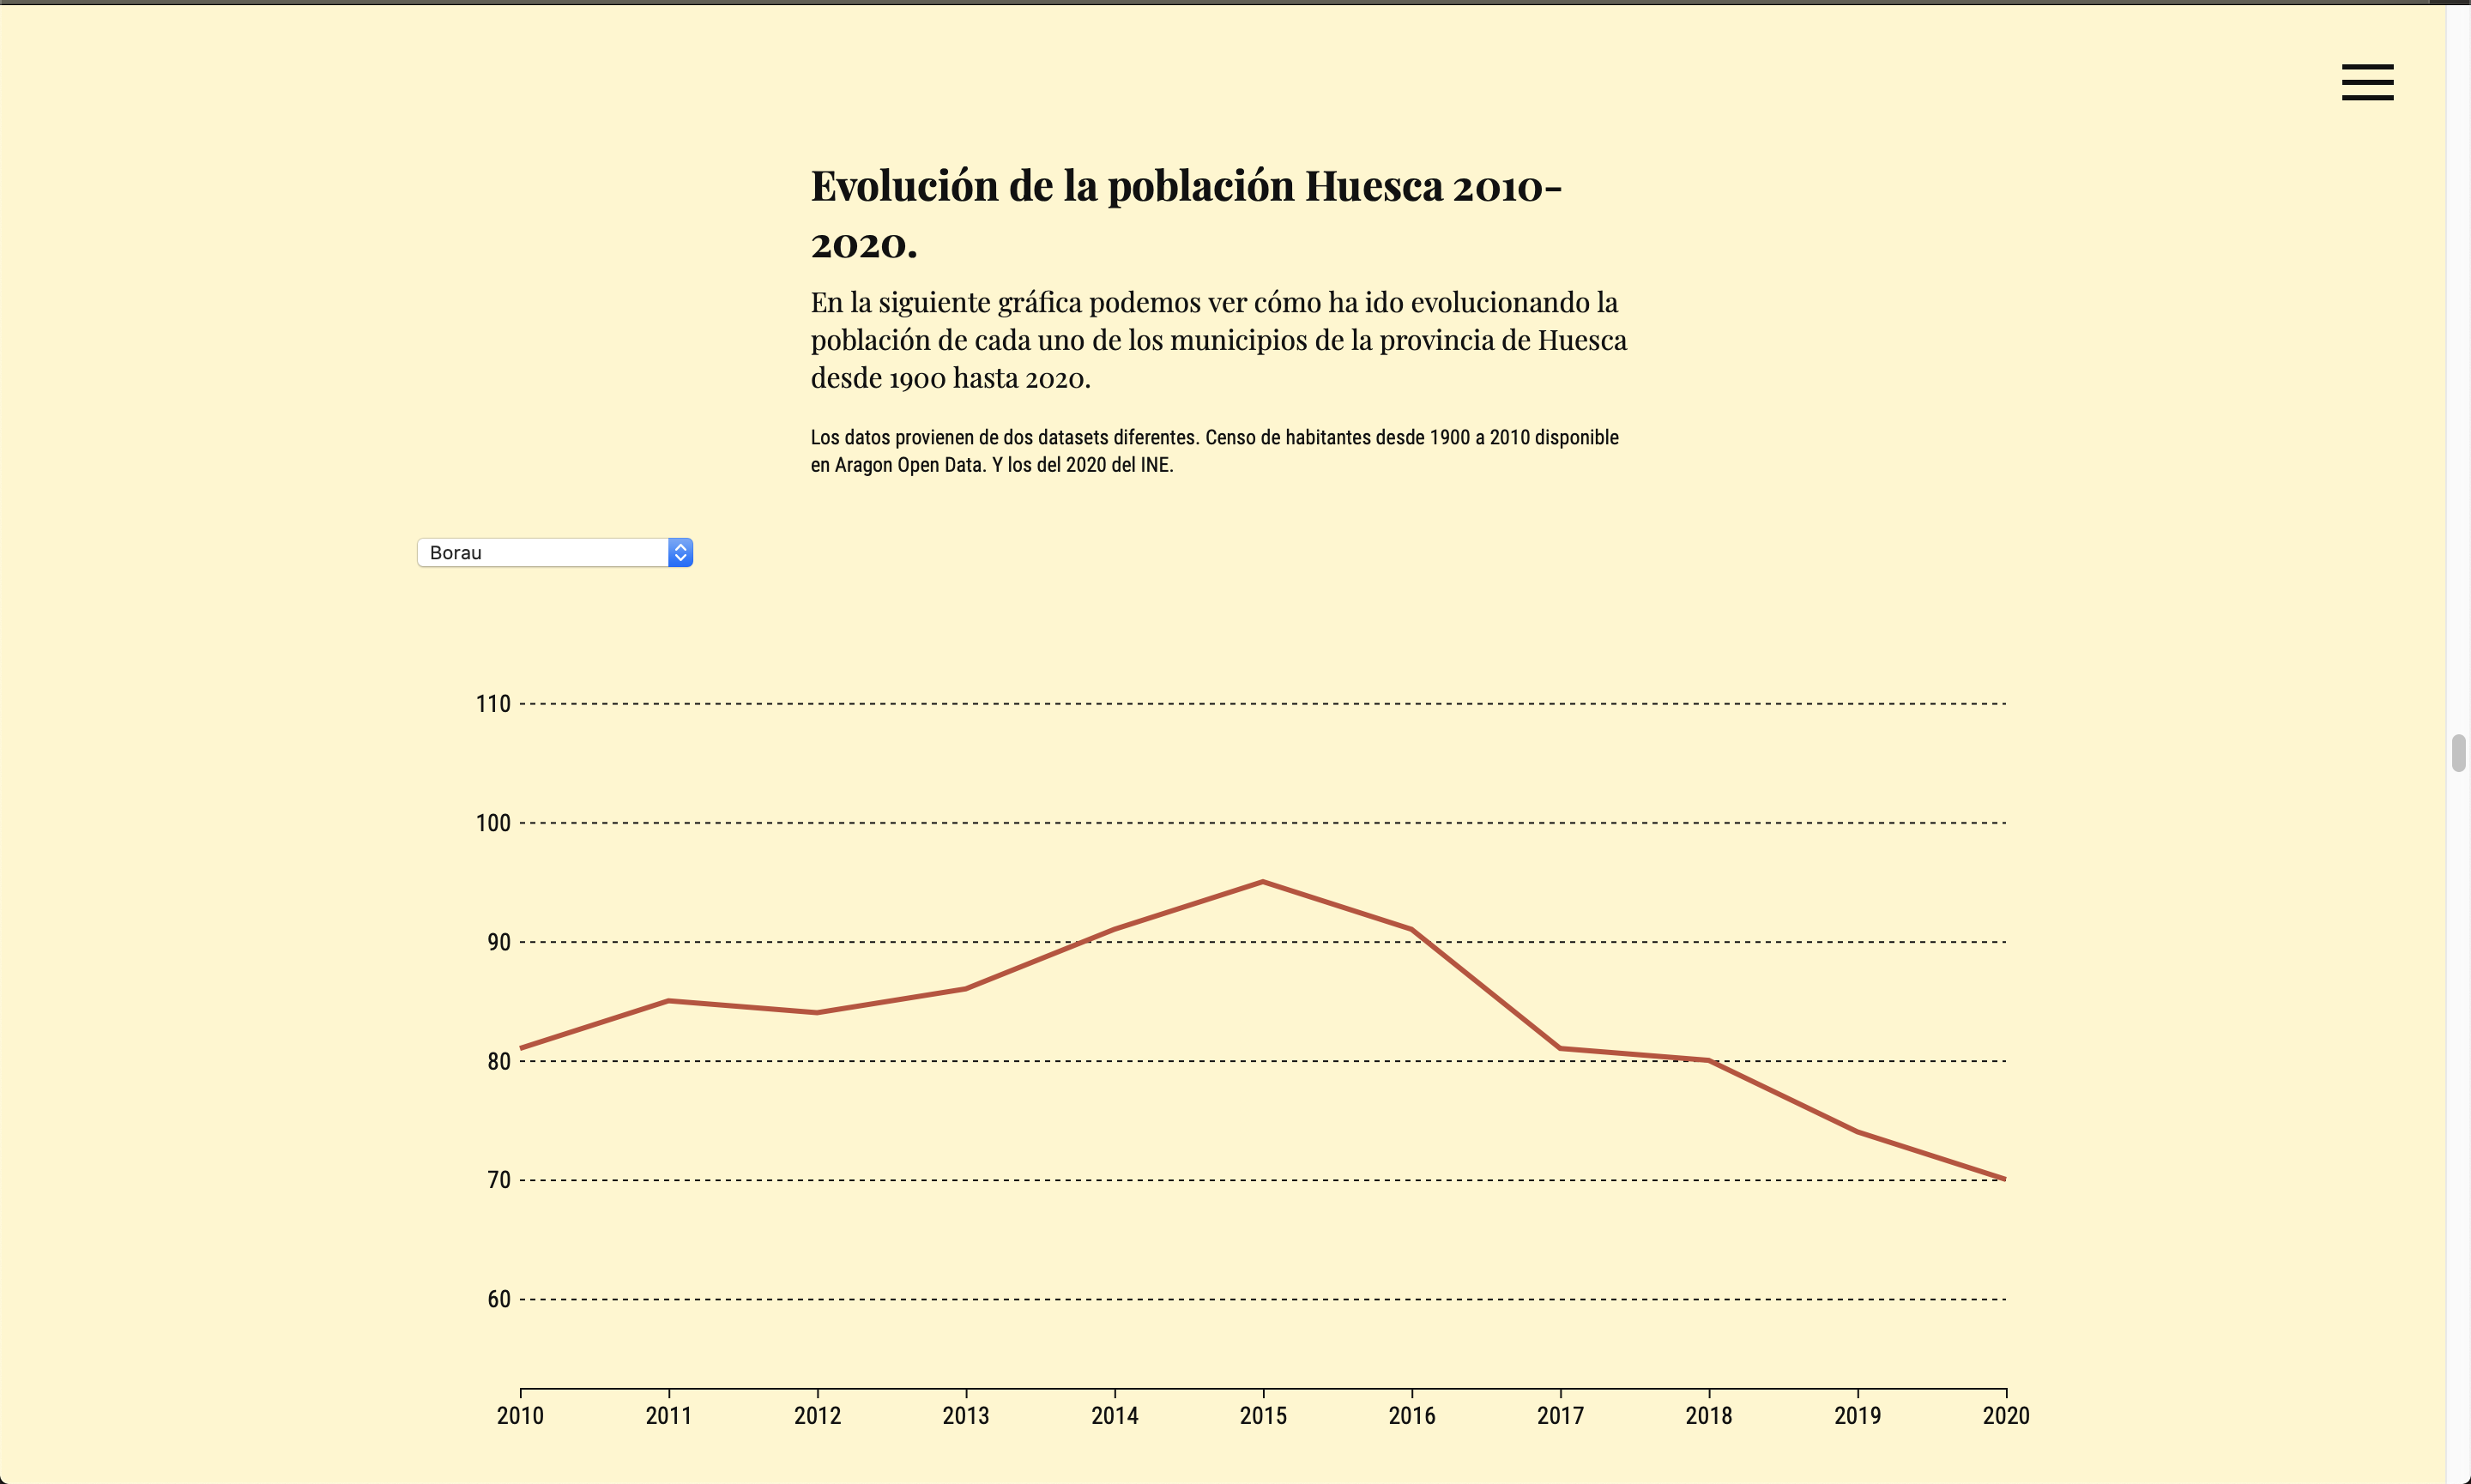 Evolución de la población Huesca 2010-
2020.
En la siguiente gráfica podemos ver cómo ha ido evolucionando la
población de cada uno de los municipios de la provincia de Huesca
desde 1900 hasta 2020.
Los datos provienen de dos datasets diferentes. Censo de habitantes desde 1900 a 2010 disponible
en Aragon Open Data. Y los del 2020 del INE.
Borau
110
100
90
80
70
60
2010 2011 2012 2013 2014 2015 2016 2017 2018 2019 2020